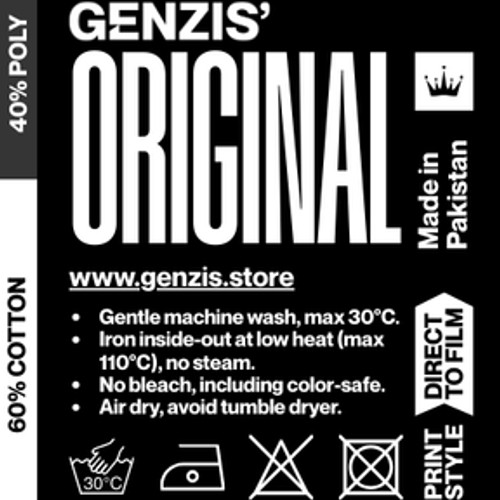 GENZIS’
ORIGINAL
www.genzis.store
• Gentle machine wash, max 30°C.
• Iron inside-out at low heat (max
110°C), no steam.
• No bleach, including color-safe.
• Air dry, avoid tumble dryer.
30°C
40% POLY
60% COTTON
Made in
Pakistan
DIRECT
TO FILM
PRINT
STYLE